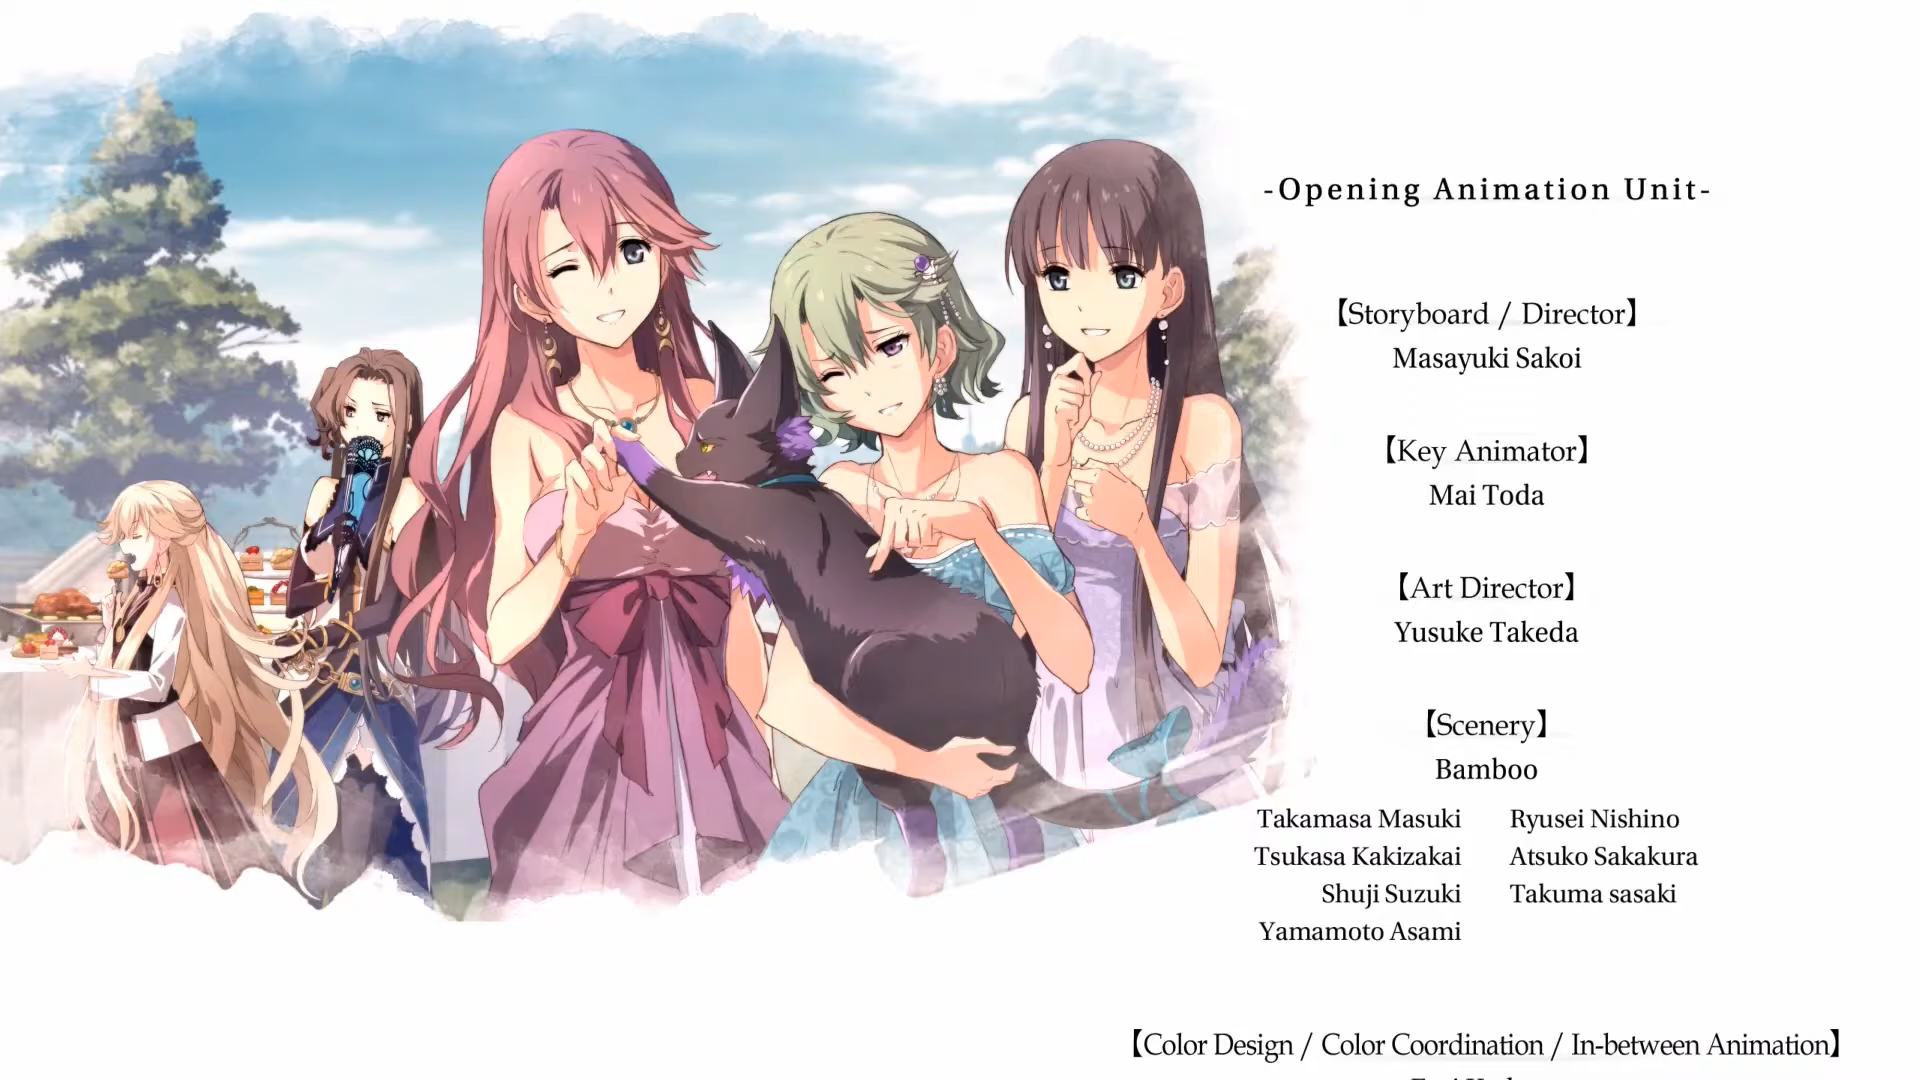 -Opening Animation Unit-
【Storyboard / Director】
Masayuki Sakoi
【Key Animator】
Mai Toda
【Art Director】
Yusuke Takeda
【Scenery】
Bamboo
Takamasa Masuki Ryusei Nishino
Tsukasa Kakizakai Atsuko Sakakura
Shuji Suzuki Takuma sasaki
Yamamoto Asami
【Color Design / Color Coordination / In-between Animation】